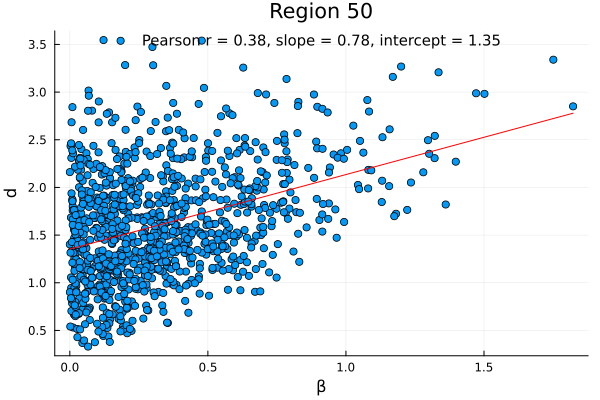 Region 50
Pearson r = 0.38, slope = 0.78, intercept = 1.35
3.5
3.0
2.5
2.0
1.5
1.0
0.5
d
0.0
0.5
1.0
1.5
β